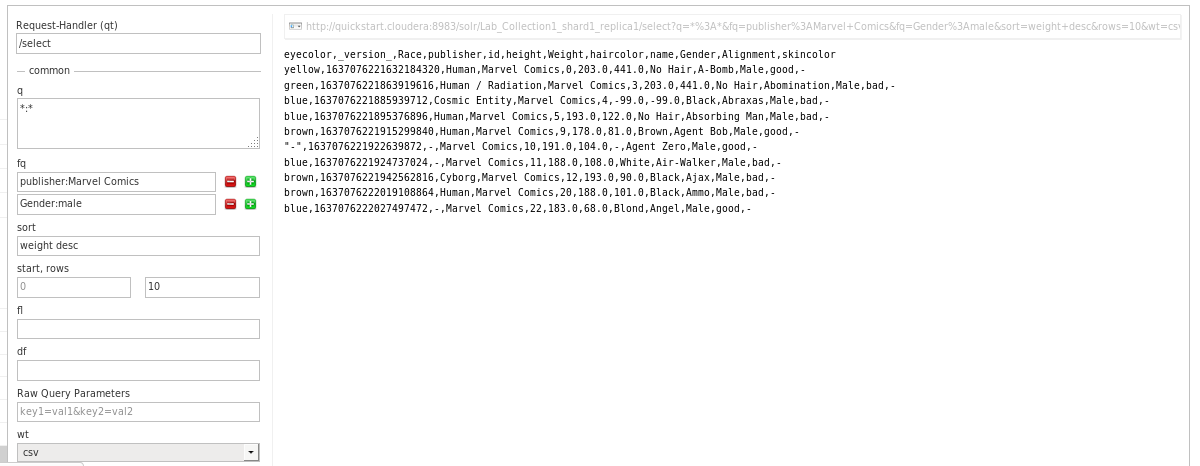 Request-Handler (qt)
/select
common
q
*:*
fq
publisher:Marvel Comics
Gender:male
sort
weight desc
start, rows
0
10
fl
df
Raw Query Parameters
key1=val1&key2=val2
wt
csv
http://quickstart.cloudera:8983/solr/Lab_Collection1_shard1_replica1/select?q=*%3A*&fq=publisher%3AMarvel+Comics&fq=Gender%3Amale&sort=weight+desc&rows=10&wt=csv
eyecolor,_version_,Race,publisher,id,height,Weight,haircolor,name,Gender,Alignment,skincolor
yellow,1637076221632184320,Human,Marvel Comics,0,203.0,441.0,No Hair,A-Bomb,Male,good,-
green,1637076221863919616,Human / Radiation,Marvel Comics,3,203.0,441.0,No Hair,Abomination,Male,bad,-
blue,1637076221885939712,Cosmic Entity,Marvel Comics,4,-99.0,-99.0,Black,Abraxas,Male,bad,-
blue,1637076221895376896,Human,Marvel Comics,5,193.0,122.0,No Hair,Absorbing Man,Male,bad,-
brown,1637076221915299840,Human,Marvel Comics,9,178.0,81.0,Brown,Agent Bob,Male,good,-
"-",1637076221922639872,-,Marvel Comics,10,191.0,104.0,-,Agent Zero,Male,good,-
blue,1637076221924737024,-,Marvel Comics,11,188.0,108.0,White,Air-Walker,Male,bad,-
brown,1637076221942562816,Cyborg,Marvel Comics,12,193.0,90.0,Black,Ajax,Male,bad,-
brown,1637076222019108864,Human,Marvel Comics,20,188.0,101.0,Black,Ammo,Male,bad,-
blue,1637076222027497472,-,Marvel Comics,22,183.0,68.0,Blond,Angel,Male,good,-